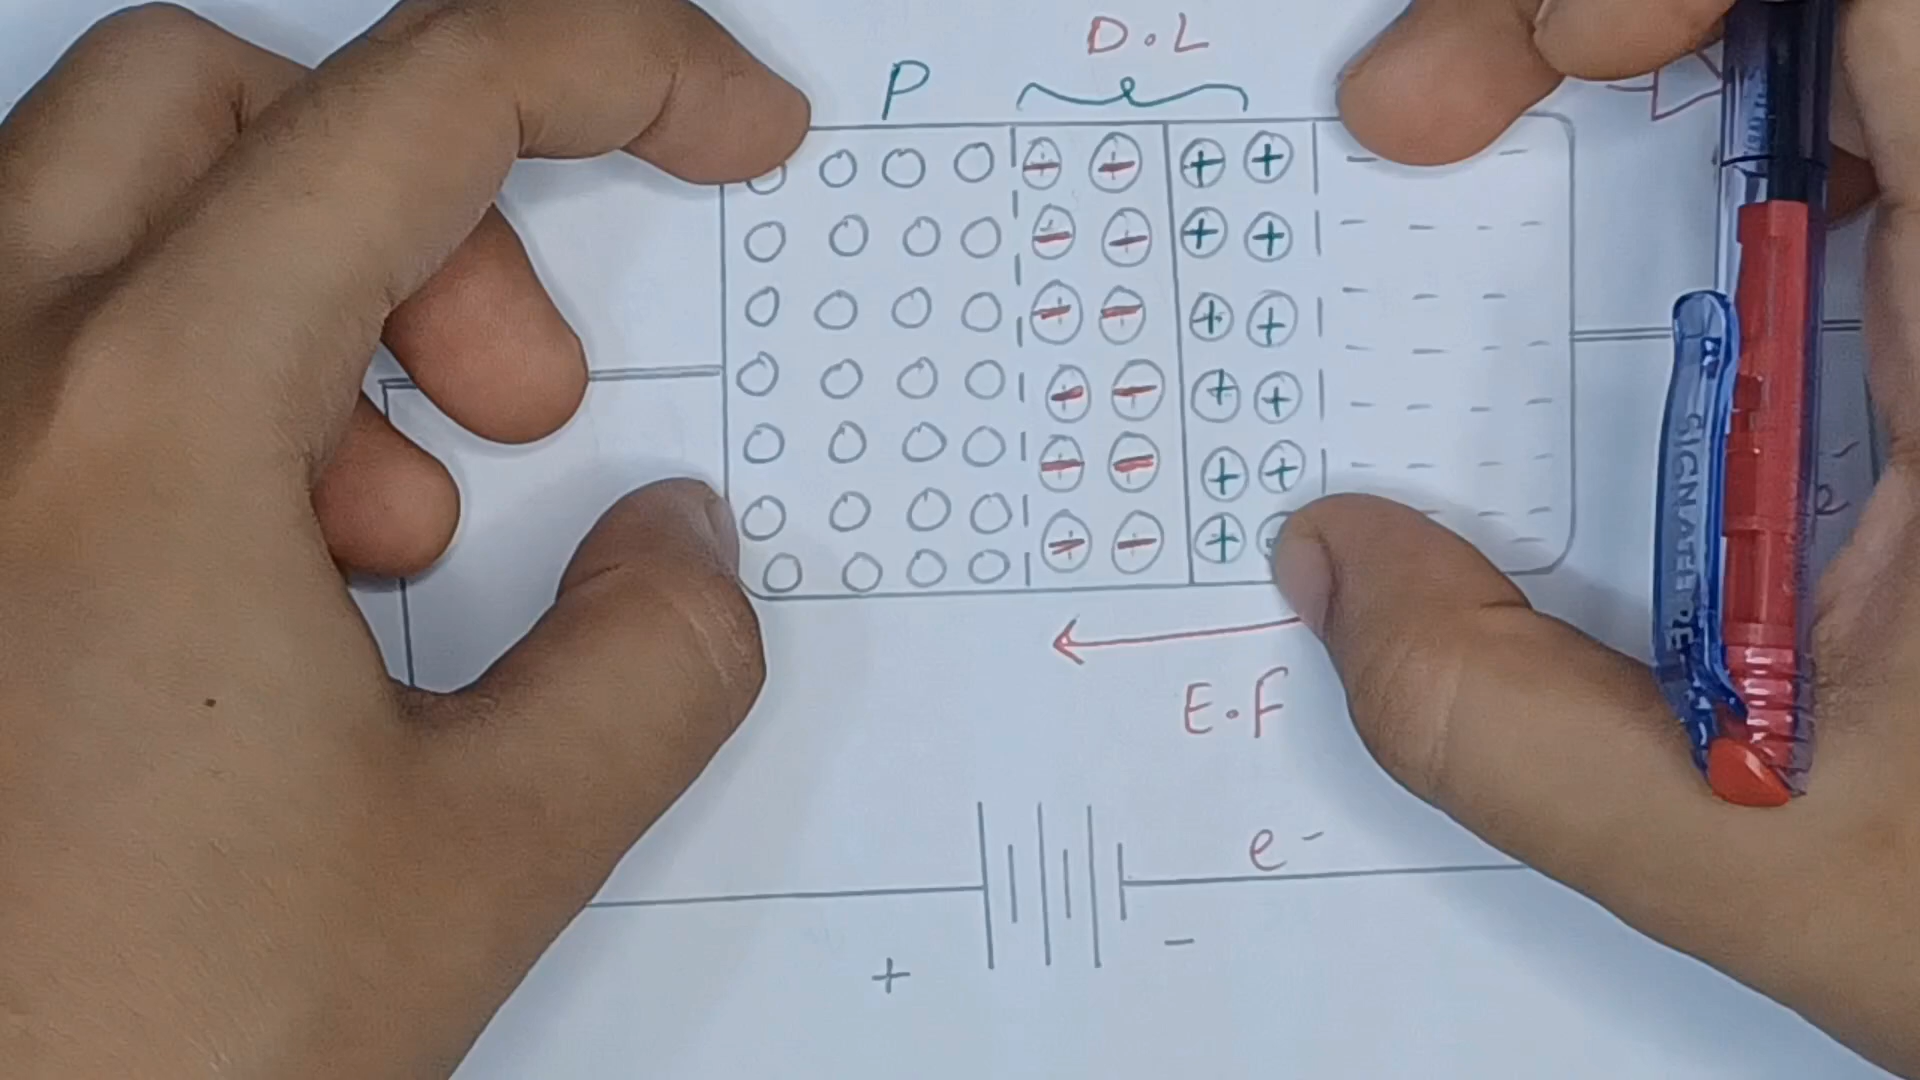 D.L
P
E.F
e-
+ -
SIGNATURE